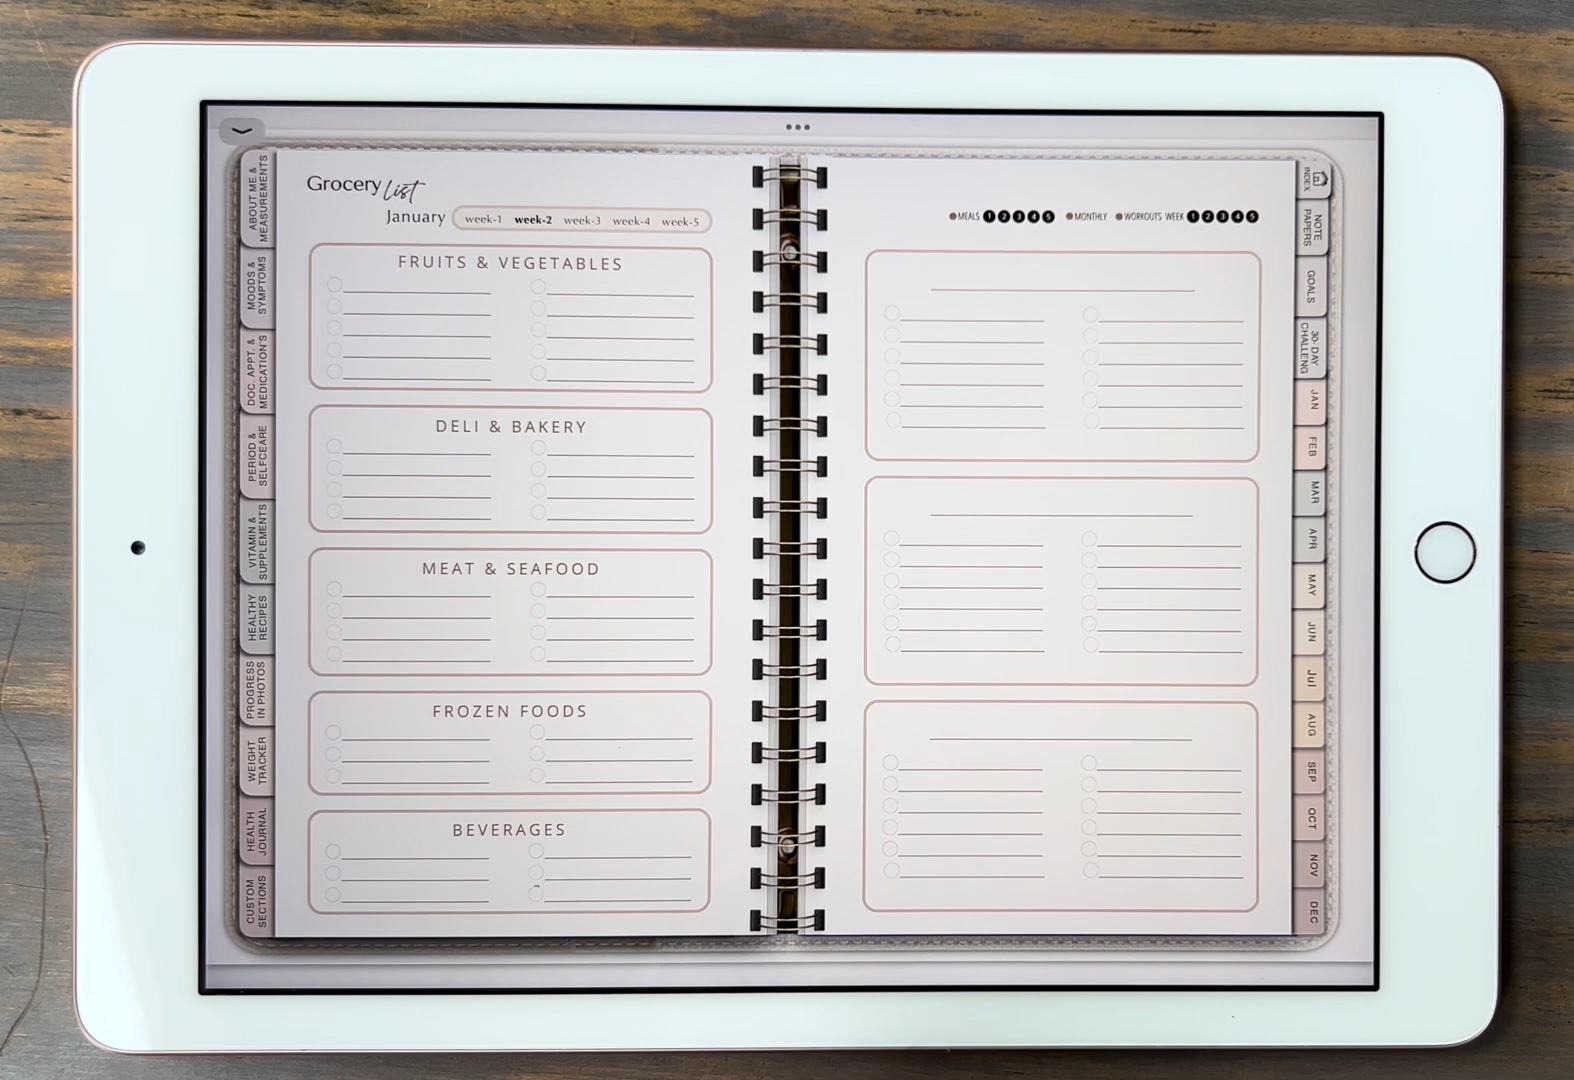 Grocery List
January week-1 week-2 week-3 week-4 week-5
MEALS 1 2 3 4 5 MONTHLY WORKOUTS WEEK 1 2 3 4 5
FRUITS & VEGETABLES
DELI & BAKERY
MEAT & SEAFOOD
FROZEN FOODS
BEVERAGES
ABOUT ME &
MEASUREMENTS
MOODS &
SYMPTOMS
DOC. APPT. &
MEDICATION'S
PERIOD &
SELFCEARE
VITAMIN &
SUPPLEMENTS
HEALTHY
RECIPES
PROGRESS
IN PHOTOS
WEIGHT
TRACKER
HEALTH
JOURNAL
CUSTOM
SECTIONS
INDEX
NOTE
PAPERS
GOALS
30- DAY
CHALLENG
JAN
FEB
MAR
APR
MAY
JUN
Jul
AUG
SEP
OCT
NOV
DEC